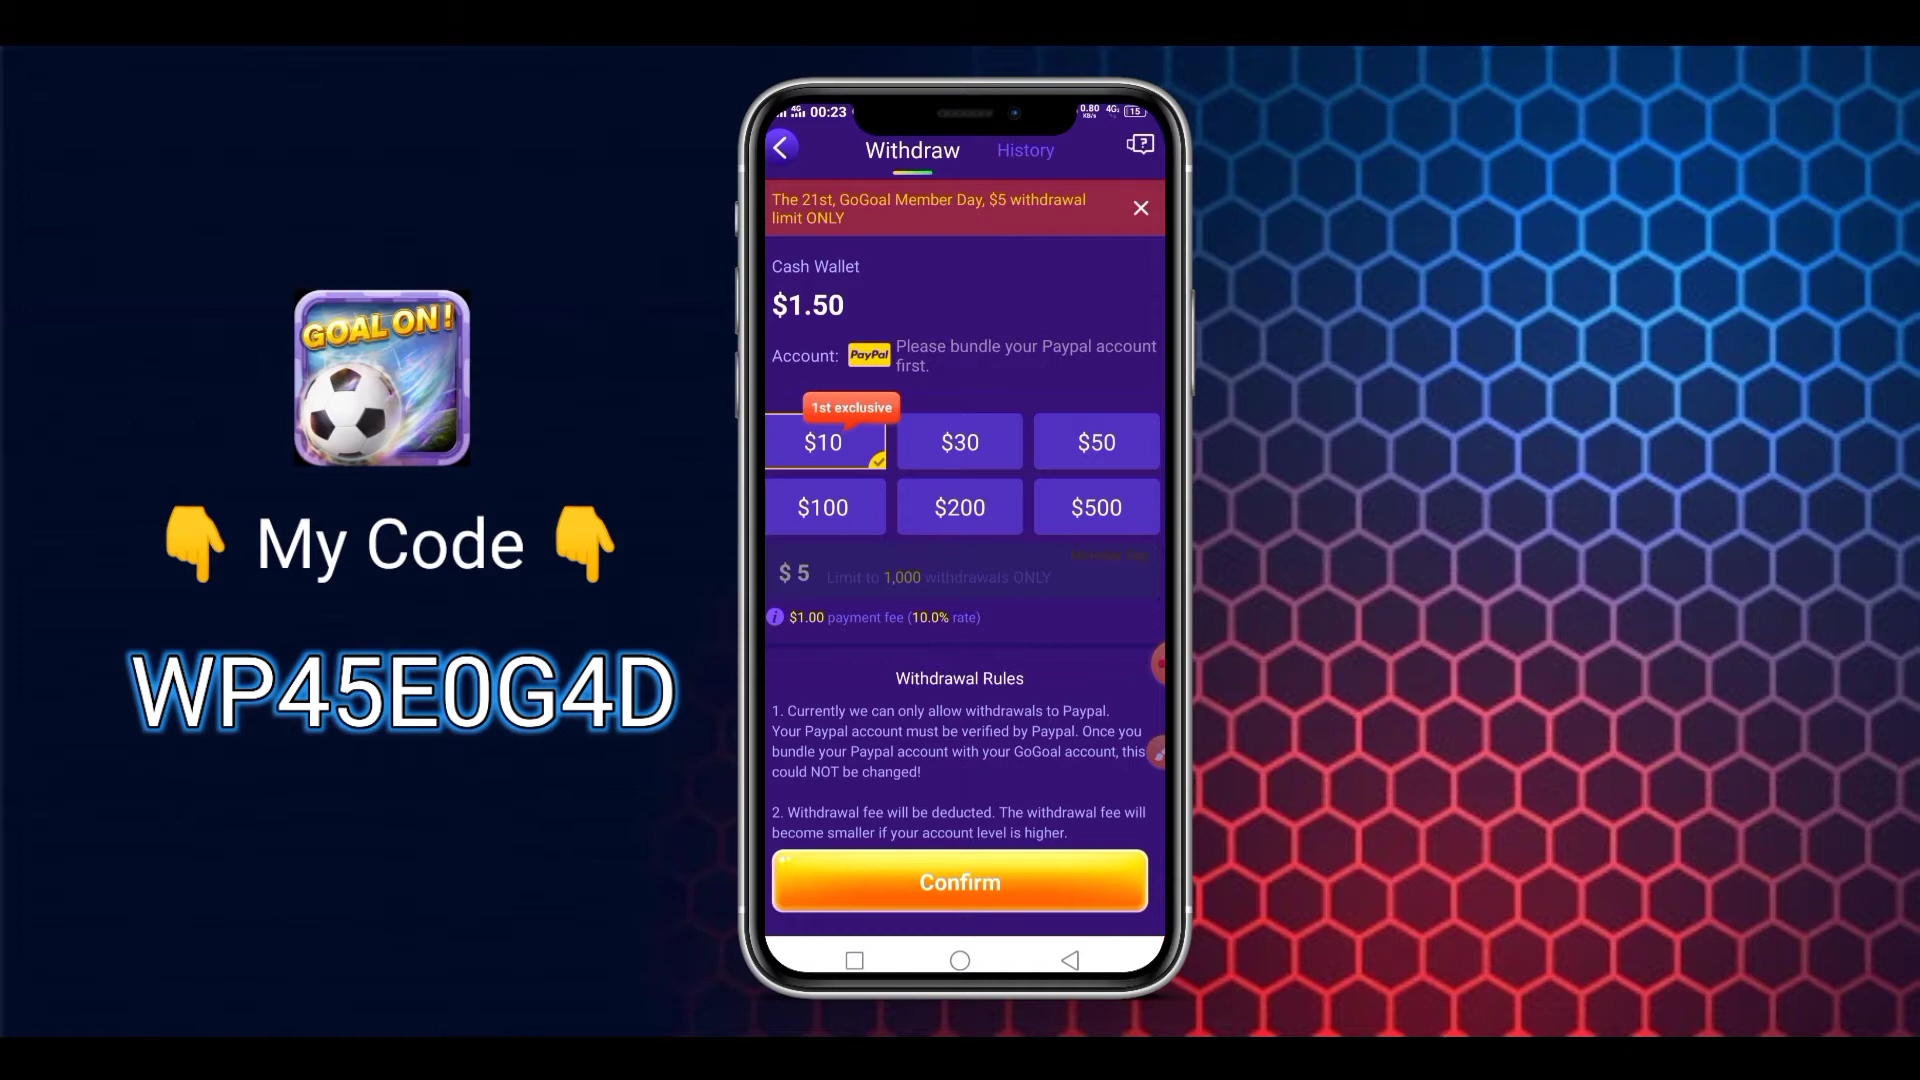 GOAL ON!
My Code
WP45E0G4D
4G 00:23
0.80 KB/s 4G 15
Withdraw
History
The 21st, GoGoal Member Day, $5 withdrawal
limit ONLY
Cash Wallet
$1.50
Account: PayPal Please bundle your Paypal account
first.
1st exclusive
$10 $30 $50
$100 $200 $500
Member Day
$ 5 Limit to 1,000 withdrawals ONLY
$1.00 payment fee (10.0% rate)
Withdrawal Rules
1. Currently we can only allow withdrawals to Paypal.
Your Paypal account must be verified by Paypal. Once you
bundle your Paypal account with your GoGoal account, this
could NOT be changed!
2. Withdrawal fee will be deducted. The withdrawal fee will
become smaller if your account level is higher.
Confirm